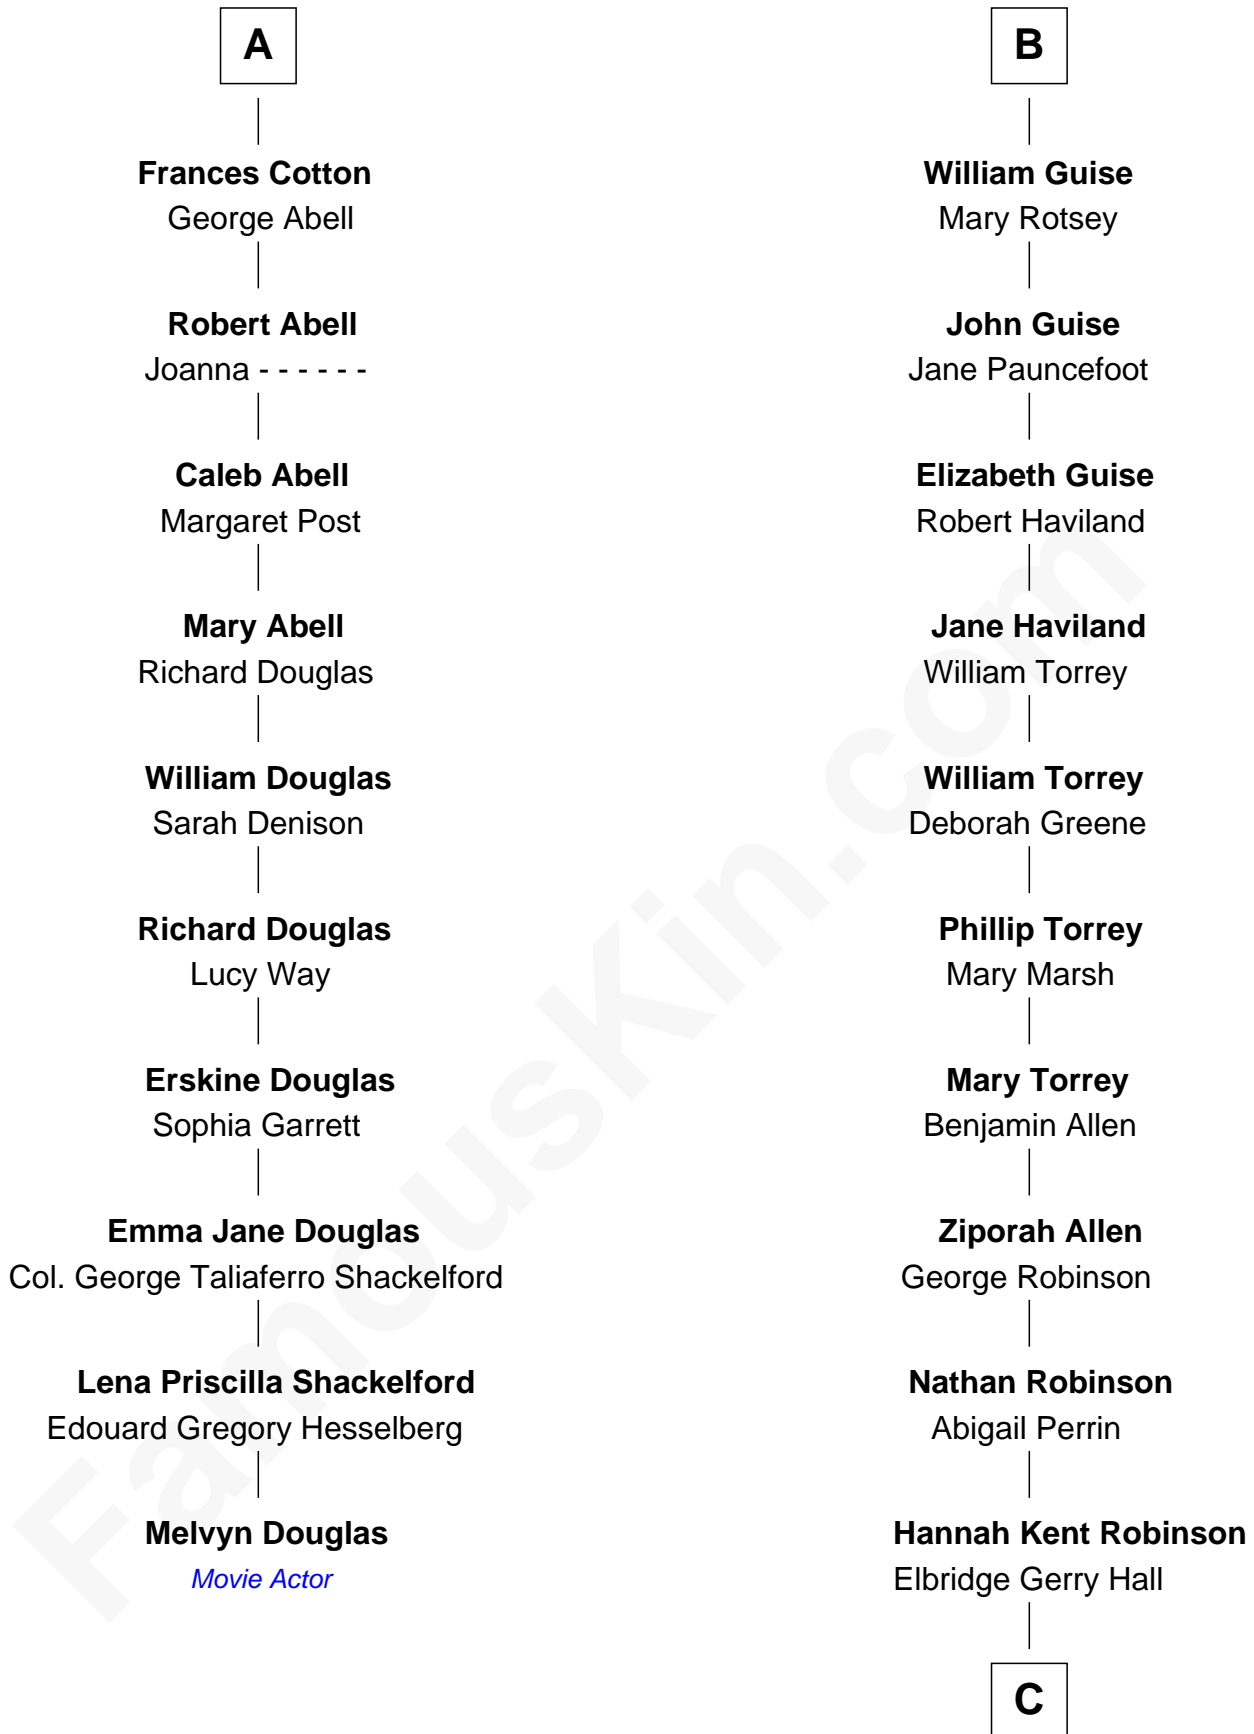 A
Frances Cotton
George Abell
Robert Abell
Joanna - - - - - -
Caleb Abell
Margaret Post
Mary Abell
Richard Douglas
William Douglas
Sarah Denison
Richard Douglas
Lucy Way
Erskine Douglas
Sophia Garrett
Emma Jane Douglas
Col. George Taliaferro Shackelford
Lena Priscilla Shackelford
Edouard Gregory Hesselberg
Melvyn Douglas
Movie Actor
B
William Guise
Mary Rotsey
John Guise
Jane Pauncefoot
Elizabeth Guise
Robert Haviland
Jane Haviland
William Torrey
William Torrey
Deborah Greene
Phillip Torrey
Mary Marsh
Mary Torrey
Benjamin Allen
Ziporah Allen
George Robinson
Nathan Robinson
Abigail Perrin
Hannah Kent Robinson
Elbridge Gerry Hall
C
FamousKin.com